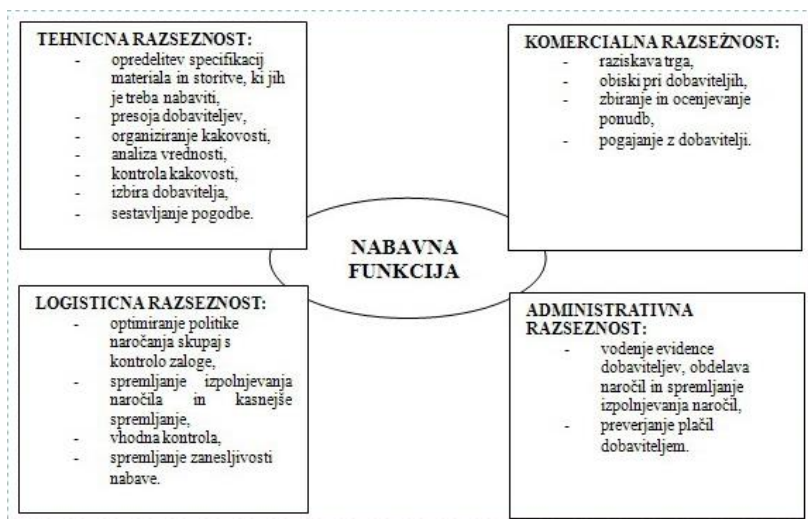 TEHNICNA RAZSEZNOST:
- opredelitev specifikacij
materiala in storitve, ki jih
je treba nabaviti,
- presoja dobaviteljev,
- organiziranje kakovosti,
- analiza vrednosti,
- kontrola kakovosti,
- izbira dobavitelja,
- sestavljanje pogodbe.
KOMERCIALNA RAZSEŽNOST:
- raziskava trga,
- obiski pri dobaviteljih,
- zbiranje in ocenjevanje
ponudb,
- pogajanje z dobavitelji.
NABAVNA
FUNKCIJA
LOGISTICNA RAZSEZNOST:
- optimiranje politike
naročanja skupaj s
kontrolo zaloge,
- spremljanje izpolnjevanja
naročila in kasnejše
spremljanje,
- vhodna kontrola,
- spremljanje zanesljivosti
nabave.
ADMINISTRATIVNA
RAZSEZNOST:
- vodenje evidence
dobaviteljev, obdelava
naročil in spremljanje
izpolnjevanja naročil,
- preverjanje plačil
dobaviteljem.